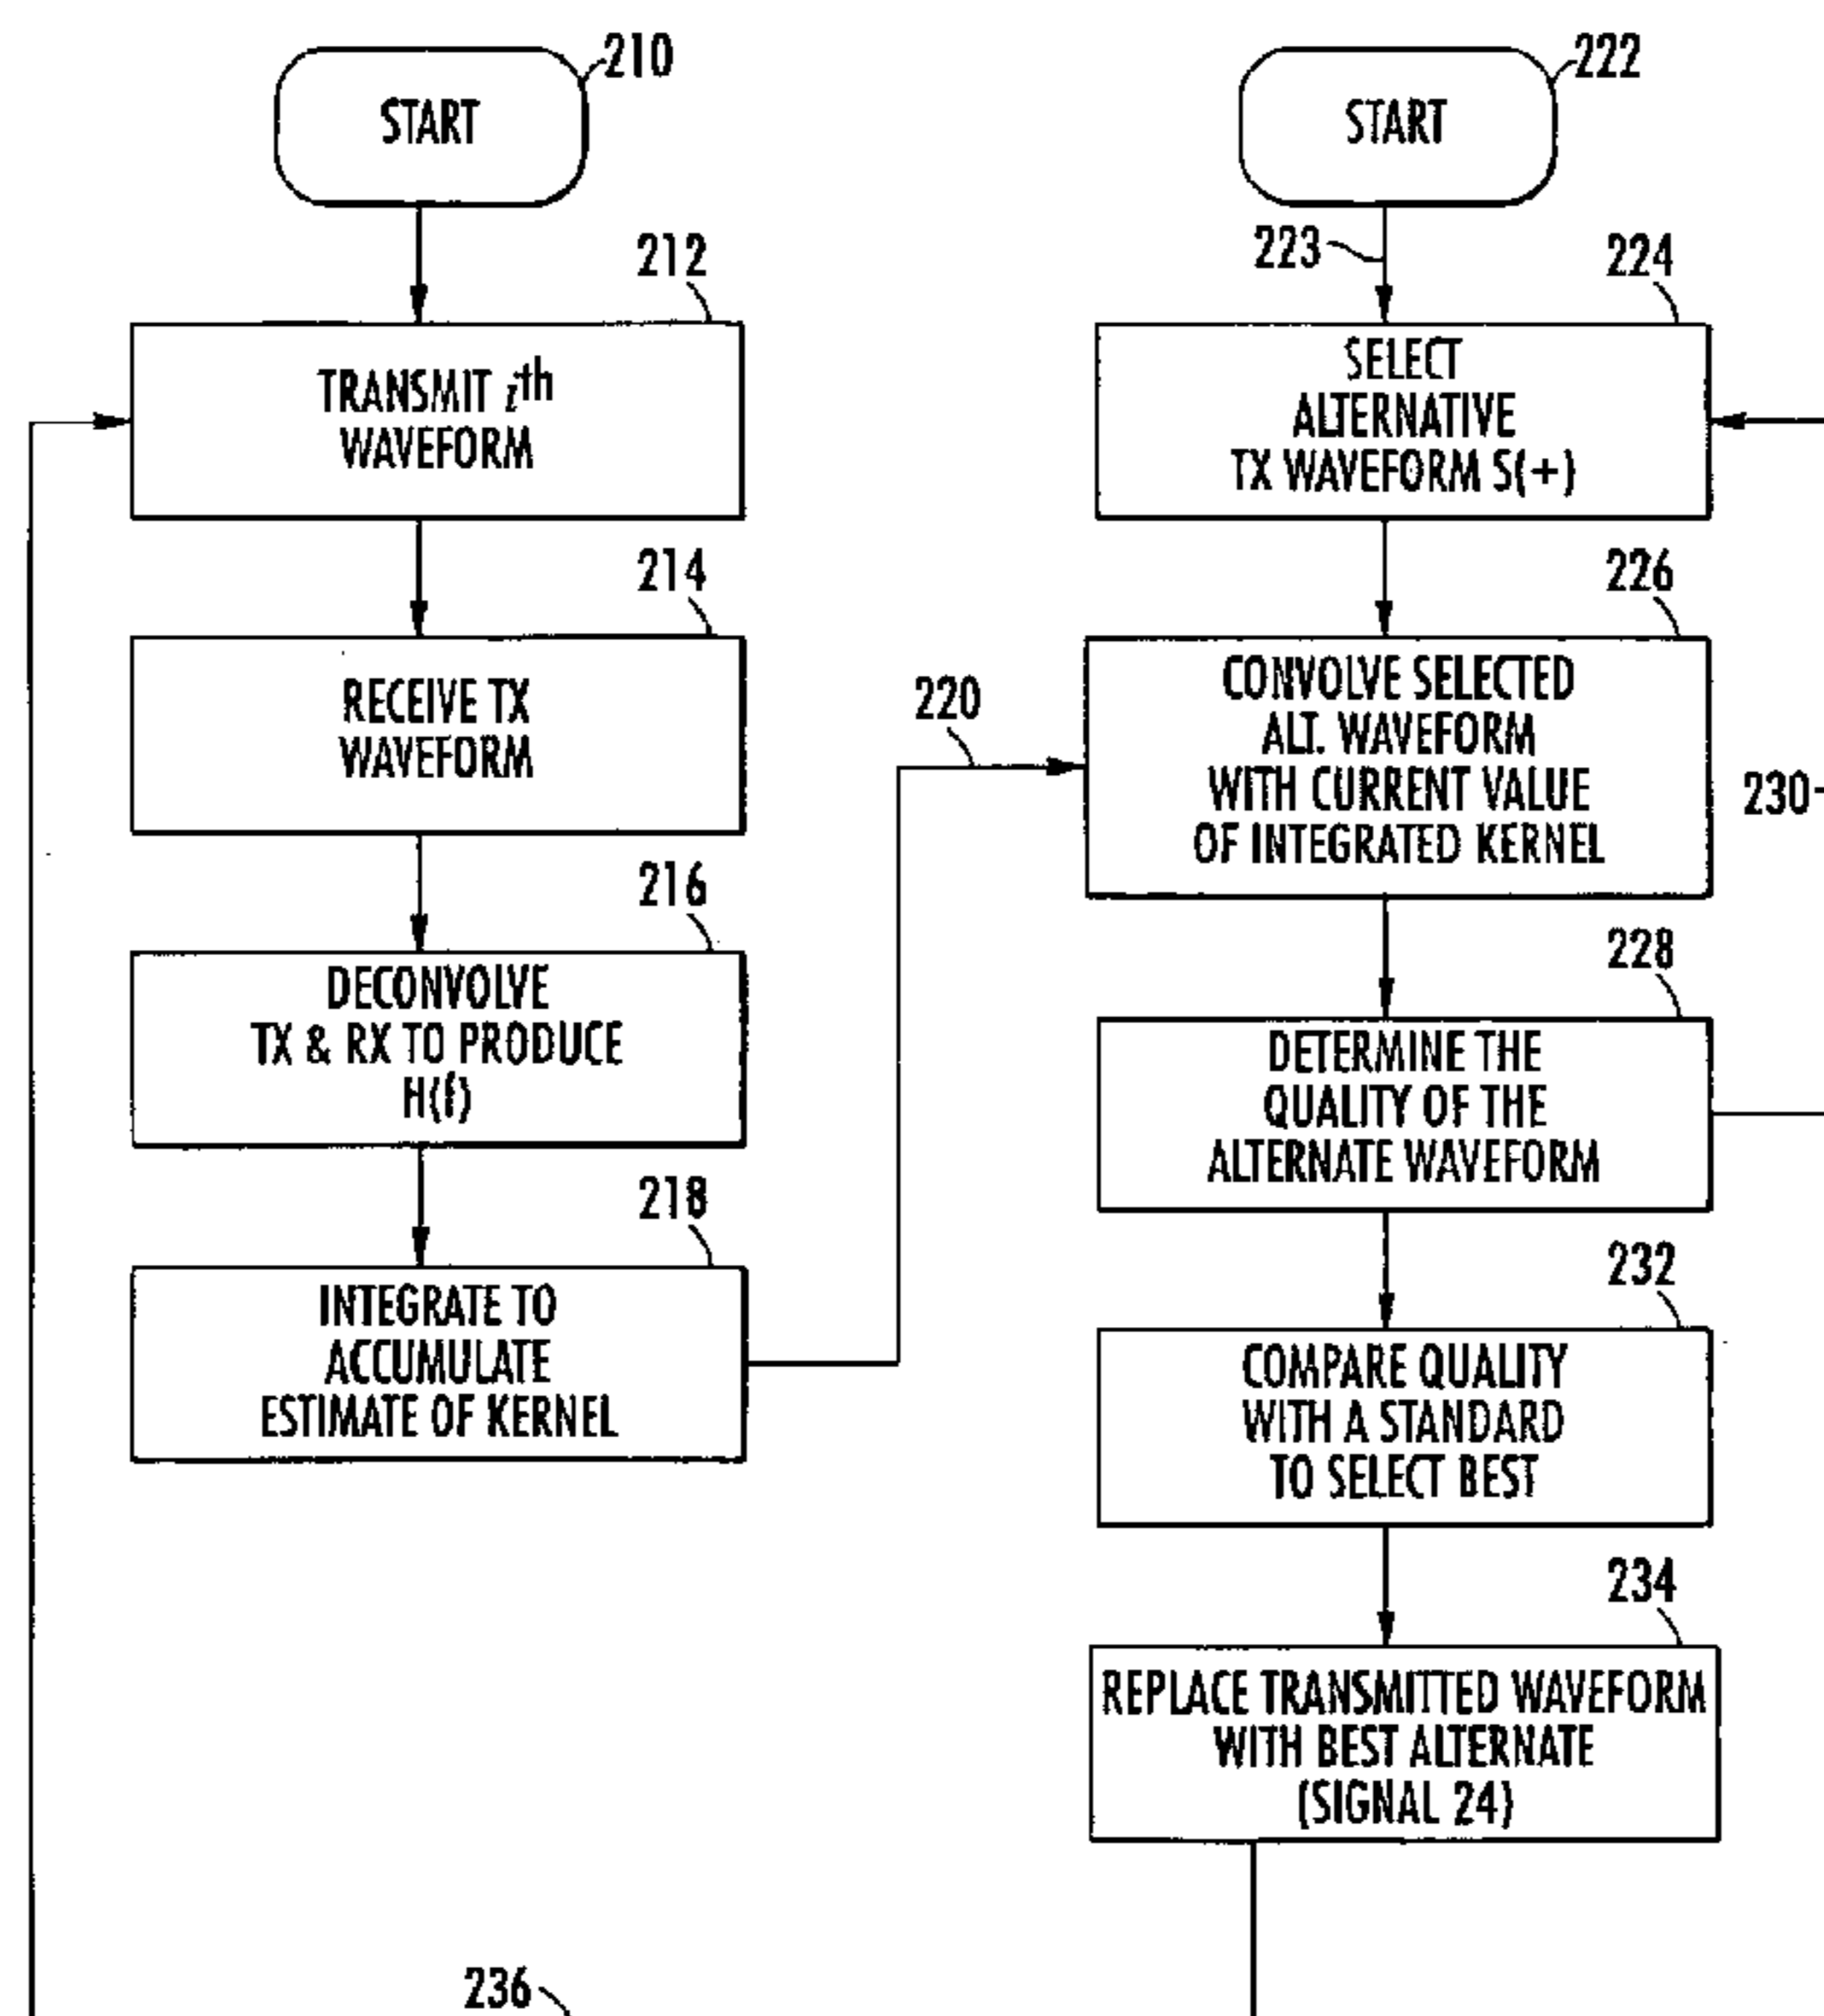 210
START
212
TRANSMIT ith
WAVEFORM
214
RECEIVE TX
WAVEFORM
216
DECONVOLVE
TX & RX TO PRODUCE
H(f)
218
INTEGRATE TO
ACCUMULATE
ESTIMATE OF KERNEL
220
222
START
223
224
SELECT
ALTERNATIVE
TX WAVEFORM S(+)
226
CONVOLVE SELECTED
ALT. WAVEFORM
WITH CURRENT VALUE
OF INTEGRATED KERNEL
230
228
DETERMINE THE
QUALITY OF THE
ALTERNATE WAVEFORM
232
COMPARE QUALITY
WITH A STANDARD
TO SELECT BEST
234
REPLACE TRANSMITTED WAVEFORM
WITH BEST ALTERNATE
(SIGNAL 24)
236